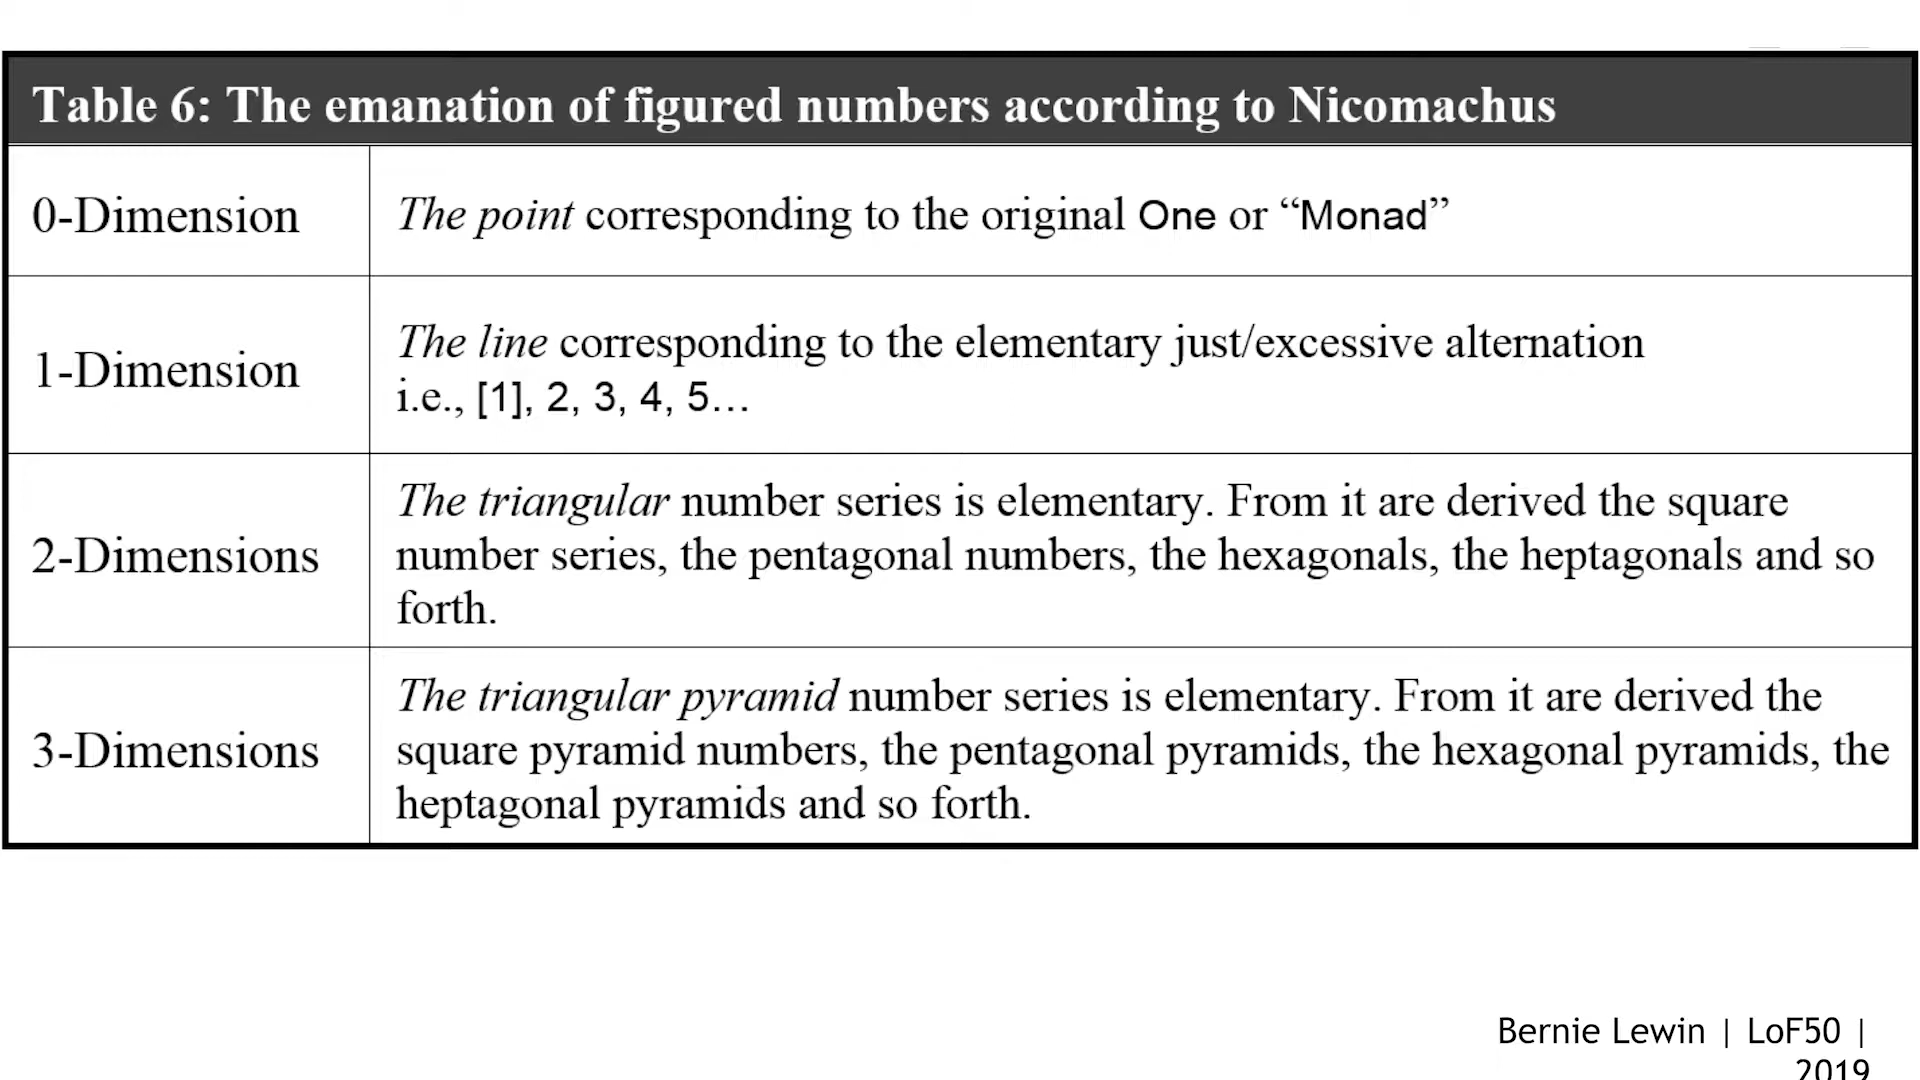 Table 6: The emanation of figured numbers according to Nicomachus
0-Dimension
The point corresponding to the original One or “Monad”
1-Dimension
The line corresponding to the elementary just/excessive alternation
i.e., [1], 2, 3, 4, 5…
2-Dimensions
The triangular number series is elementary. From it are derived the square
number series, the pentagonal numbers, the hexagonals, the heptagonals and so
forth.
3-Dimensions
The triangular pyramid number series is elementary. From it are derived the
square pyramid numbers, the pentagonal pyramids, the hexagonal pyramids, the
heptagonal pyramids and so forth.
Bernie Lewin | LoF50 |
2019